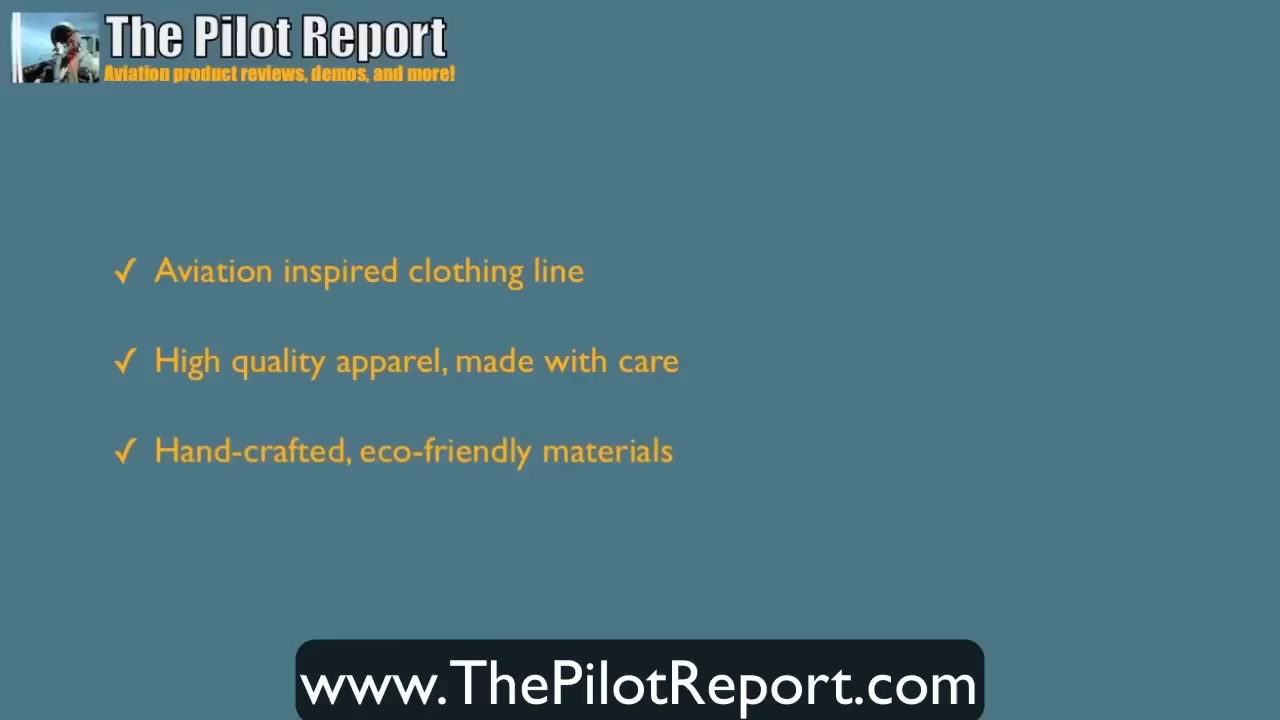 The Pilot Report
Aviation product reviews, demos, and more!
✓ Aviation inspired clothing line
✓ High quality apparel, made with care
✓ Hand-crafted, eco-friendly materials
www.ThePilotReport.com